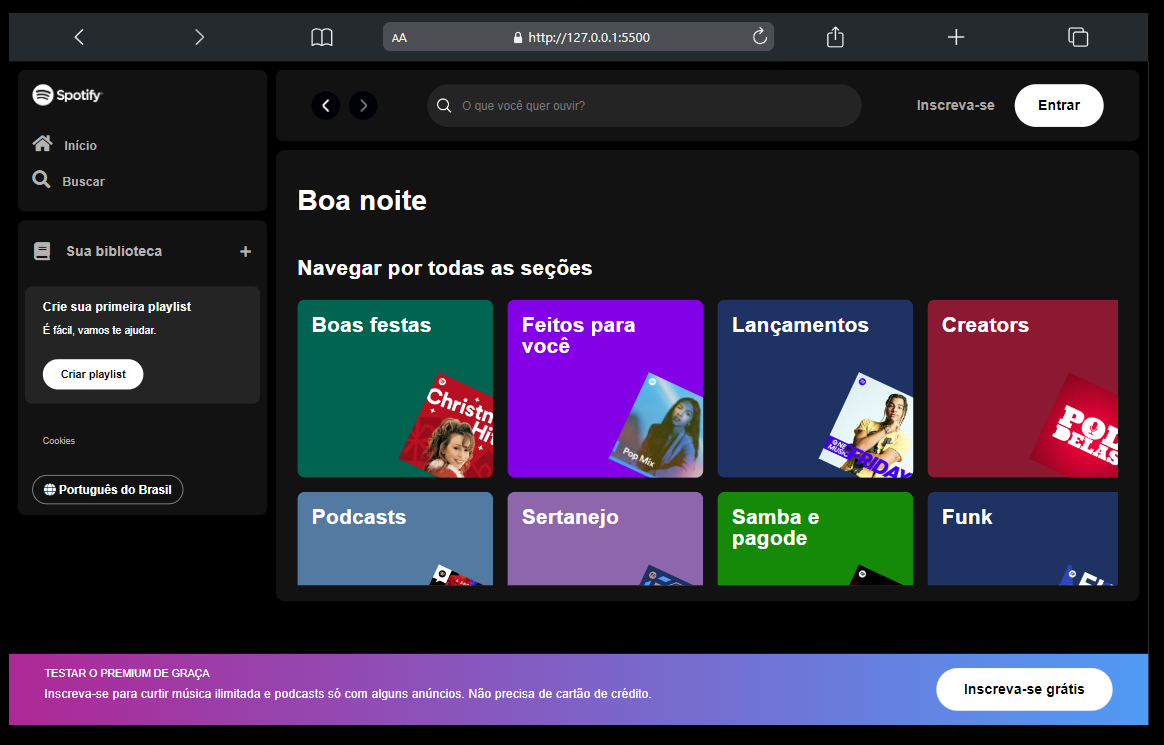 AA
http://127.0.0.1:5500
Spotify
Início
Buscar
Sua biblioteca
+
Crie sua primeira playlist
É fácil, vamos te ajudar.
Criar playlist
Cookies
Português do Brasil
O que você quer ouvir?
Inscreva-se
Entrar
Boa noite
Navegar por todas as seções
Boas festas
Christm
Hi
Feitos para
você
Pop Mix
Lançamentos
MUSIC
FRIDAY
Creators
POD
DELAS
Podcasts
Sertanejo
Samba e
pagode
Funk
TESTAR O PREMIUM DE GRAÇA
Inscreva-se para curtir música ilimitada e podcasts só com alguns anúncios. Não precisa de cartão de crédito.
Inscreva-se grátis